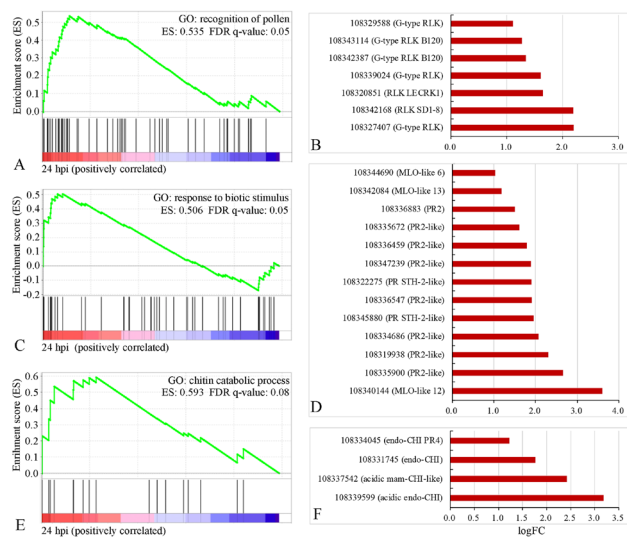 GO: recognition of pollen
ES: 0.535 FDR q-value: 0.05
Enrichment score (ES)
0.5
0.4
0.3
0.2
0.1
0.0
A
24 hpi (positively correlated)
108329588 (G-type RLK)
108343114 (G-type RLK B120)
108342387 (G-type RLK B120)
108339024 (G-type RLK)
108320851 (RLK LECRK1)
108342168 (RLK SD1-8)
108327407 (G-type RLK)
B
0.0 1.0 2.0 3.0
GO: response to biotic stimulus
ES: 0.506 FDR q-value: 0.05
Enrichment score (ES)
0.5
0.4
0.3
0.2
0.1
0.0
-0.1
-0.2
C
24 hpi (positively correlated)
108344690 (MLO-like 6)
108342084 (MLO-like 13)
108336883 (PR2)
108335672 (PR2-like)
108336459 (PR2-like)
108347239 (PR2-like)
108322275 (PR STH-2-like)
108336547 (PR2-like)
108345880 (PR STH-2-like)
108334686 (PR2-like)
108319938 (PR2-like)
108335900 (PR2-like)
108340144 (MLO-like 12)
D
0.0 1.0 2.0 3.0 4.0
GO: chitin catabolic process
ES: 0.593 FDR q-value: 0.08
Enrichment score (ES)
0.6
0.5
0.4
0.3
0.2
0.1
0.0
E
24 hpi (positively correlated)
108334045 (endo-CHI PR4)
108331745 (endo-CHI)
108337542 (acidic mam-CHI-like)
108339599 (acidic endo-CHI)
F
0.0 0.5 1.0 1.5 2.0 2.5 3.0 3.5
logFC